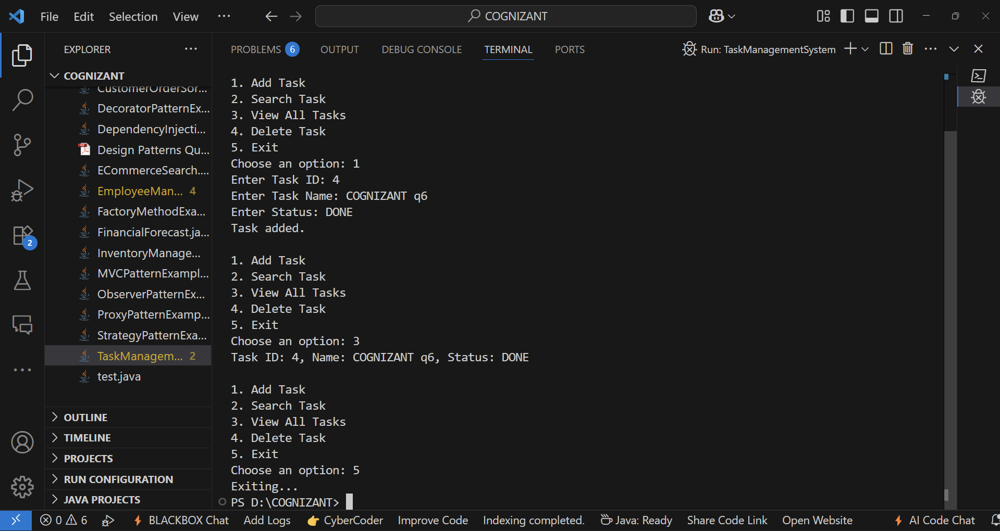 File Edit Selection View ··· COGNIZANT
EXPLORER ···
COGNIZANT
CustomerOrderSor...
DecoratorPatternEx...
DependencyInjecti...
Design Patterns Qu...
ECommerceSearch....
EmployeeMan... 4
FactoryMethodExa...
FinancialForecast.ja...
InventoryManage...
MVCPatternExampl...
ObserverPatternEx...
ProxyPatternExamp...
StrategyPatternExa...
TaskManagem... 2
test.java
OUTLINE
TIMELINE
PROJECTS
RUN CONFIGURATION
JAVA PROJECTS
2
PROBLEMS 6 OUTPUT DEBUG CONSOLE TERMINAL PORTS Run: TaskManagementSystem
1. Add Task
2. Search Task
3. View All Tasks
4. Delete Task
5. Exit
Choose an option: 1
Enter Task ID: 4
Enter Task Name: COGNIZANT q6
Enter Status: DONE
Task added.
1. Add Task
2. Search Task
3. View All Tasks
4. Delete Task
5. Exit
Choose an option: 3
Task ID: 4, Name: COGNIZANT q6, Status: DONE
1. Add Task
2. Search Task
3. View All Tasks
4. Delete Task
5. Exit
Choose an option: 5
Exiting...
PS D:\COGNIZANT>
0 6 BLACKBOX Chat Add Logs CyberCoder Improve Code Indexing completed. Java: Ready Share Code Link Open Website AI Code Chat